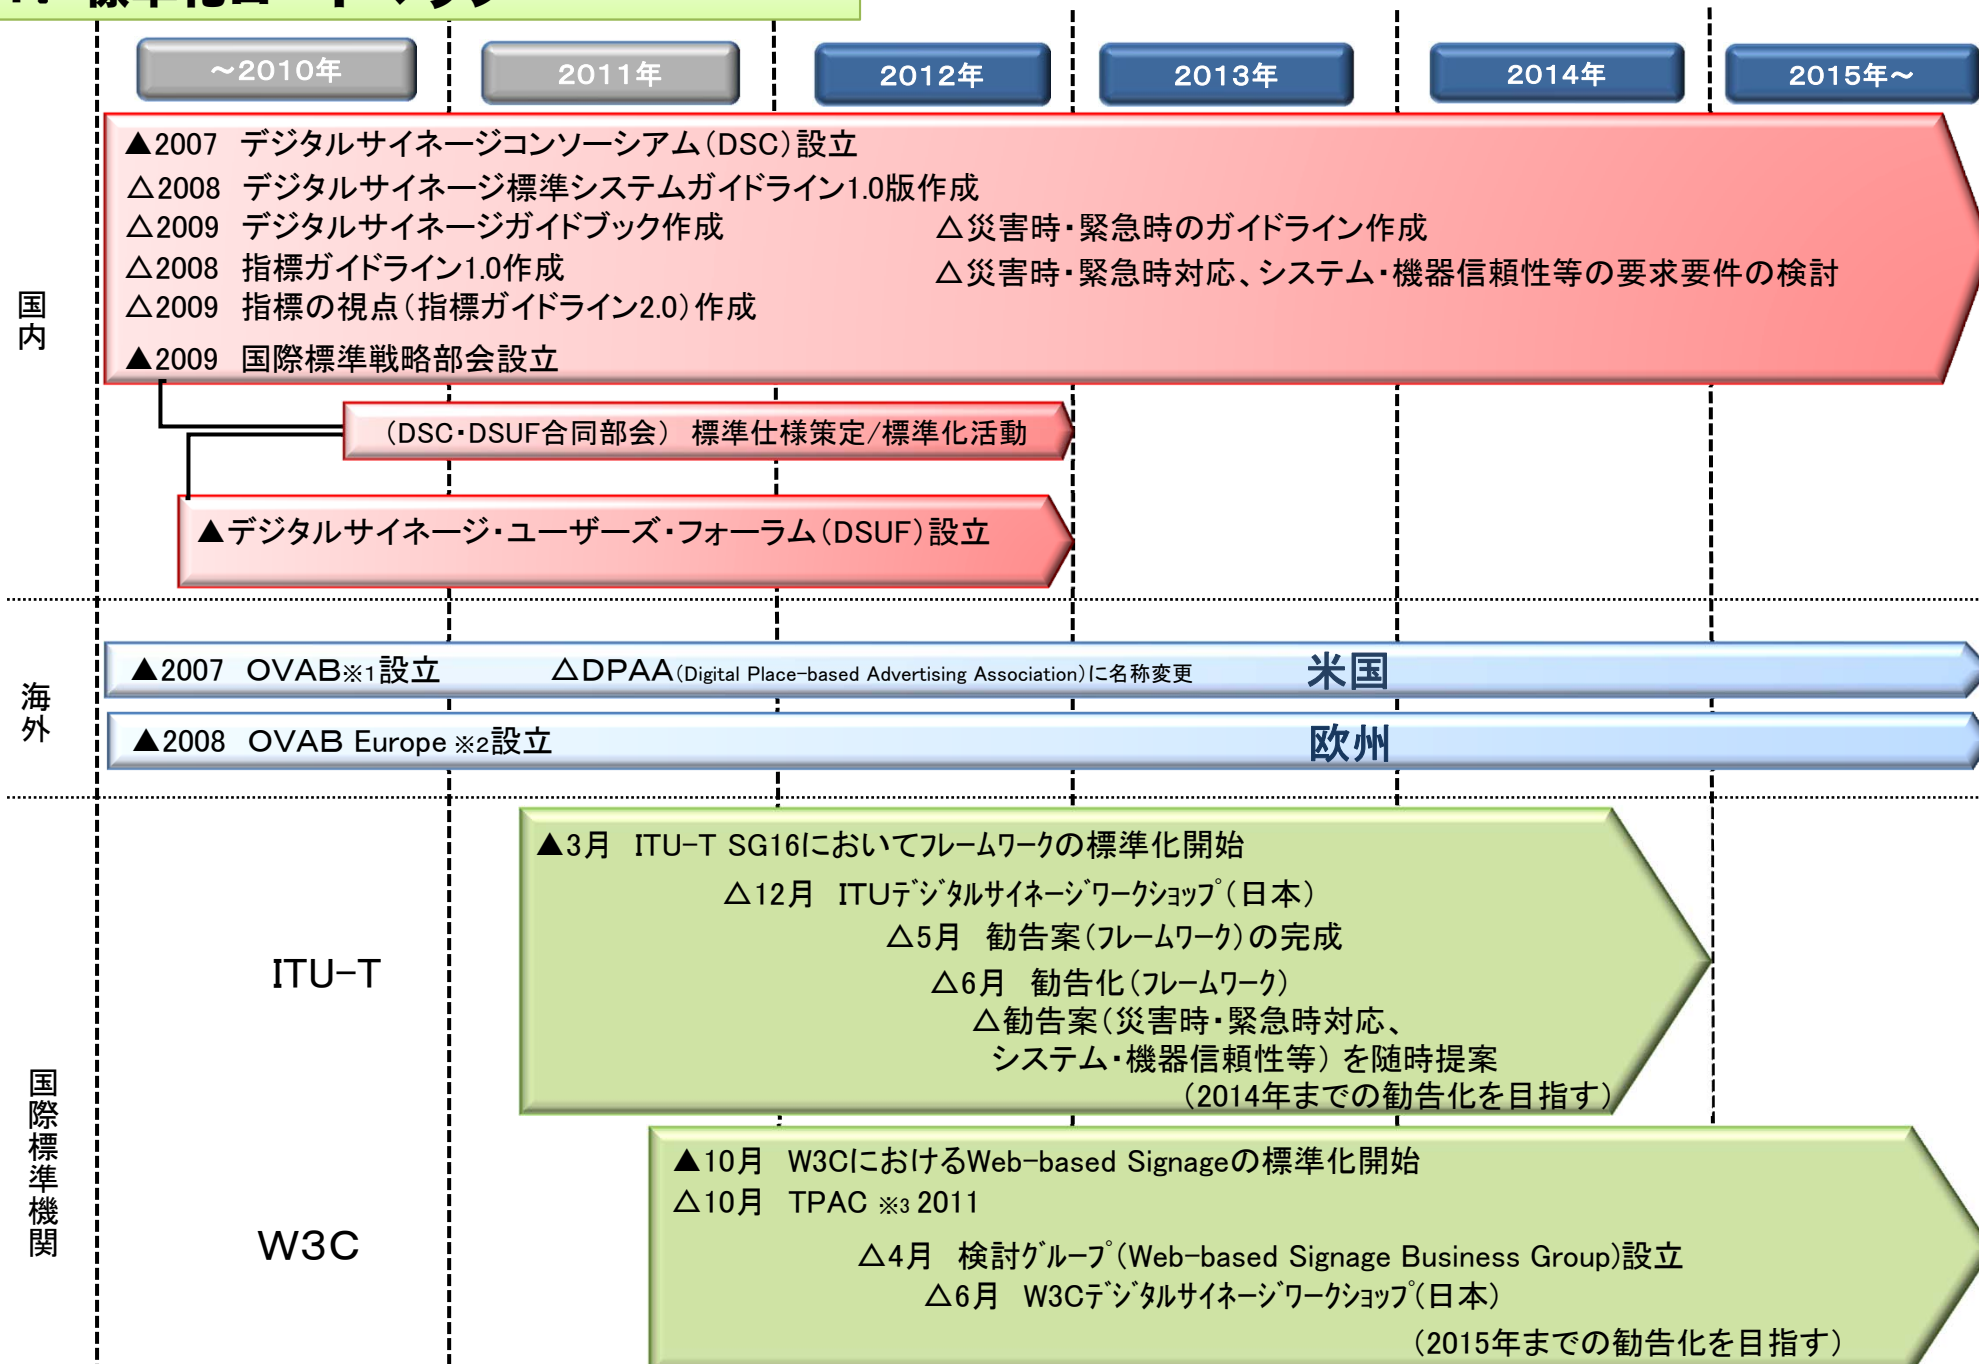 標準化ロードマップ
～2010年
2011年
2012年
2013年
2014年
2015年～
国内
▲2007 デジタルサイネージコンソーシアム(DSC)設立
△2008 デジタルサイネージ標準システムガイドライン1.0版作成
△2009 デジタルサイネージガイドブック作成
△災害時・緊急時のガイドライン作成
△2008 指標ガイドライン1.0作成
△災害時・緊急時対応、システム・機器信頼性等の要求要件の検討
△2009 指標の視点(指標ガイドライン2.0)作成
▲2009 国際標準戦略部会設立
(DSC・DSUF合同部会) 標準仕様策定/標準化活動
▲デジタルサイネージ・ユーザーズ・フォーラム(DSUF)設立
海外
▲2007 OVAB※1設立 △DPAA(Digital Place-based Advertising Association)に名称変更 米国
▲2008 OVAB Europe ※2設立 欧州
国際標準機関
ITU-T
▲3月 ITU-T SG16においてﾌﾚｰﾑﾜｰｸの標準化開始
△12月 ITUﾃﾞｼﾞﾀﾙｻｲﾈｰｼﾞﾜｰｸｼｮｯﾌﾟ(日本)
△5月 勧告案(ﾌﾚｰﾑﾜｰｸ)の完成
△6月 勧告化(ﾌﾚｰﾑﾜｰｸ)
△勧告案(災害時・緊急時対応、
システム・機器信頼性等)を随時提案
(2014年までの勧告化を目指す)
W3C
▲10月 W3CにおけるWeb-based Signageの標準化開始
△10月 TPAC ※3 2011
△4月 検討ｸﾞﾙｰﾌﾟ(Web-based Signage Business Group)設立
△6月 W3Cﾃﾞｼﾞﾀﾙｻｲﾈｰｼﾞﾜｰｸｼｮｯﾌﾟ(日本)
(2015年までの勧告化を目指す)